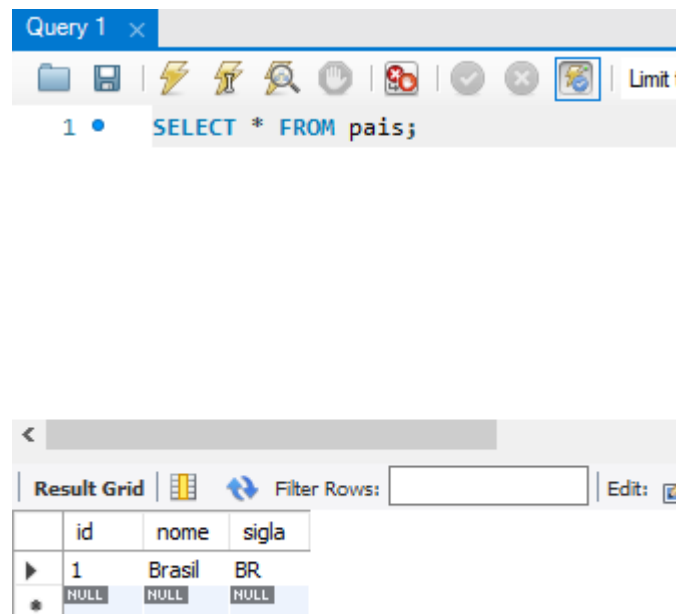 Query 1
Limit
1 SELECT * FROM pais;
Result Grid Filter Rows: Edit:
id nome sigla
1 Brasil BR
NULL NULL NULL